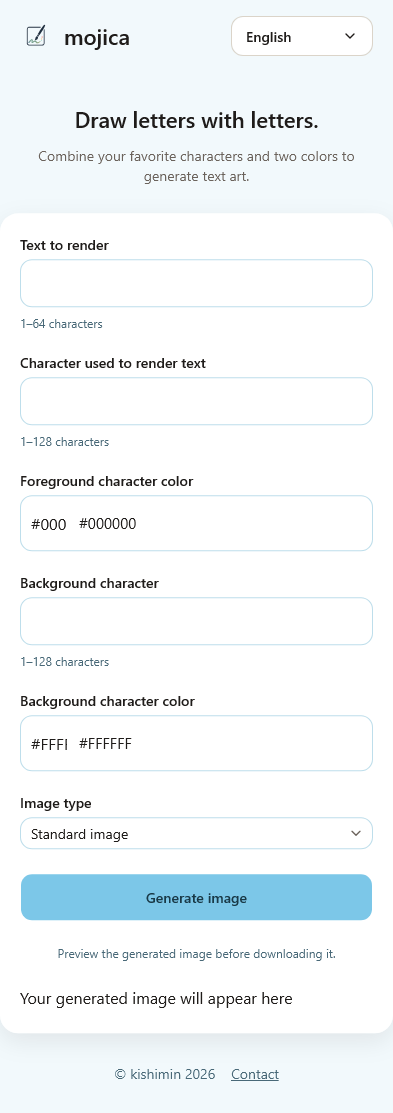 mojica
English
Draw letters with letters.
Combine your favorite characters and two colors to
generate text art.
Text to render
1–64 characters
Character used to render text
1–128 characters
Foreground character color
#000 #000000
Background character
1–128 characters
Background character color
#FFF #FFFFFF
Image type
Standard image
Generate image
Preview the generated image before downloading it.
Your generated image will appear here
© kishimin 2026 Contact